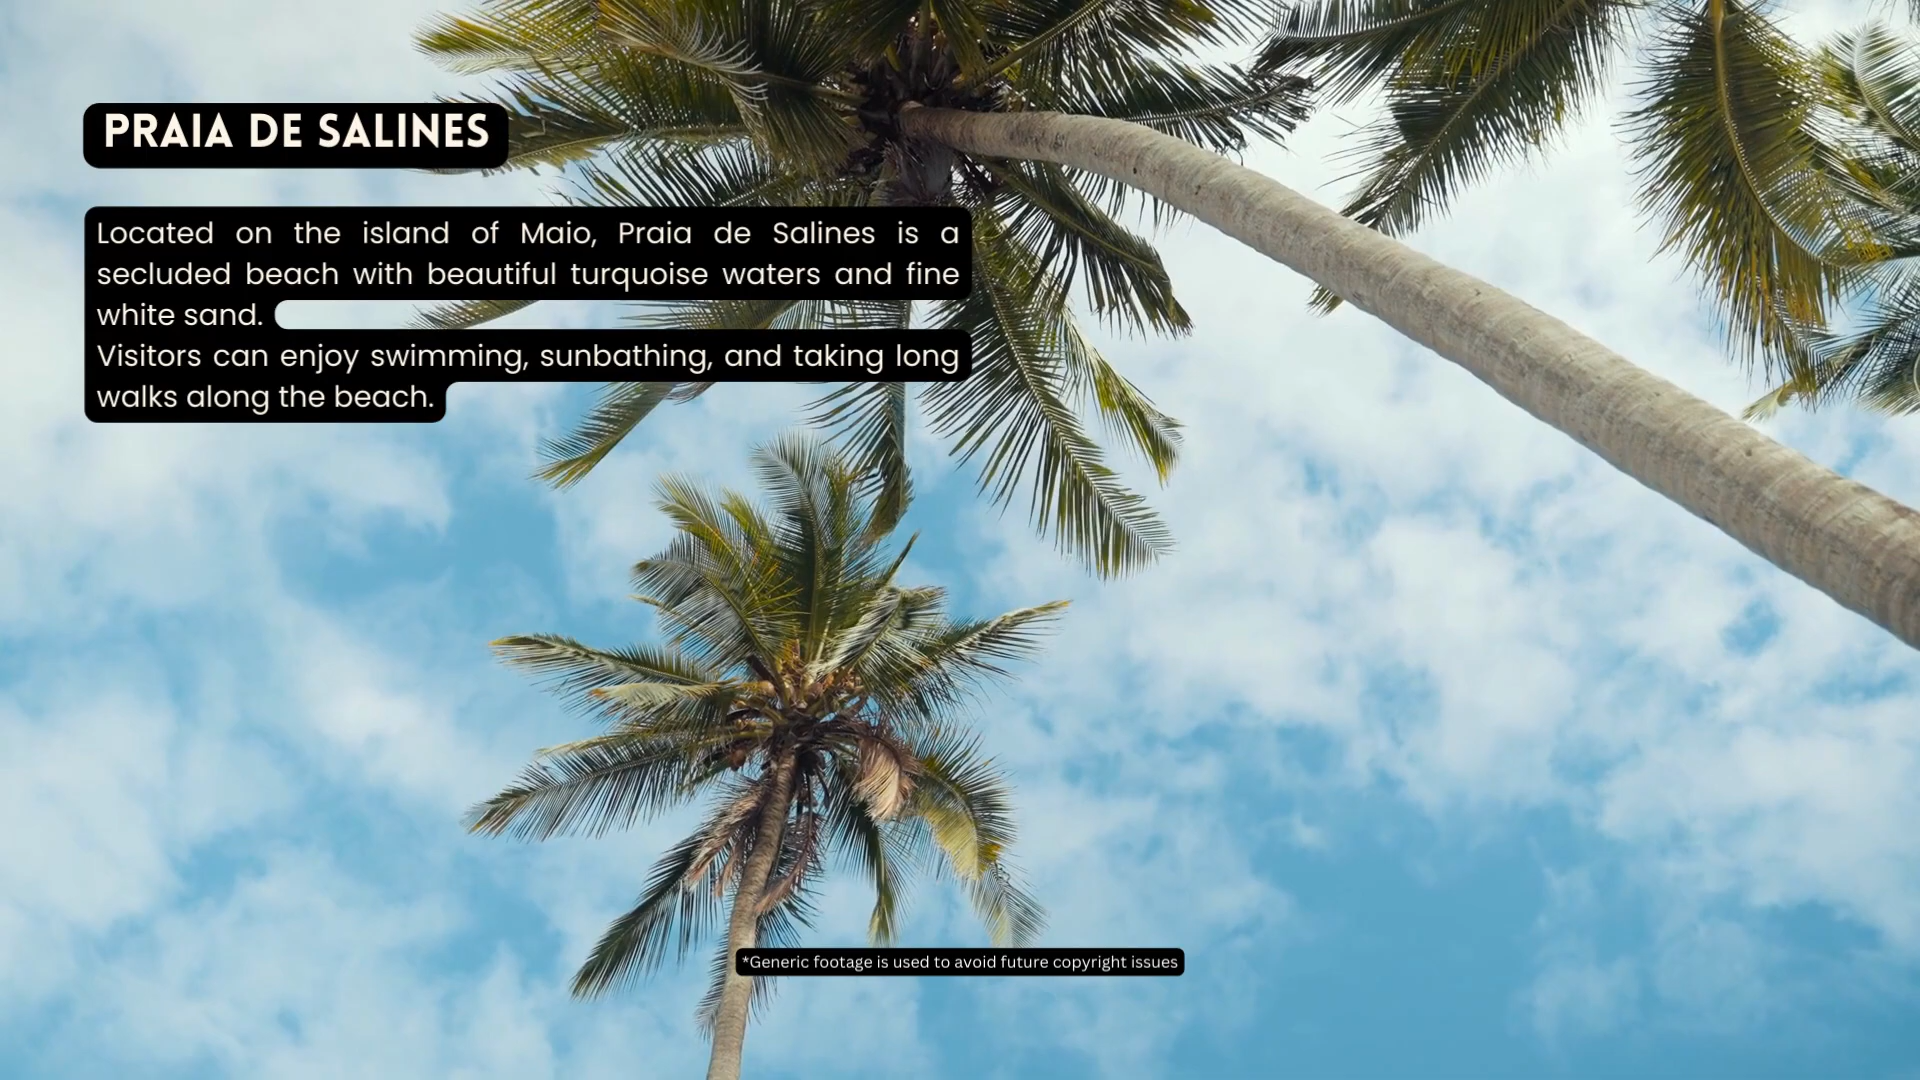 PRAIA DE SALINES
Located on the island of Maio, Praia de Salines is a
secluded beach with beautiful turquoise waters and fine
white sand.
Visitors can enjoy swimming, sunbathing, and taking long
walks along the beach.
*Generic footage is used to avoid future copyright issues